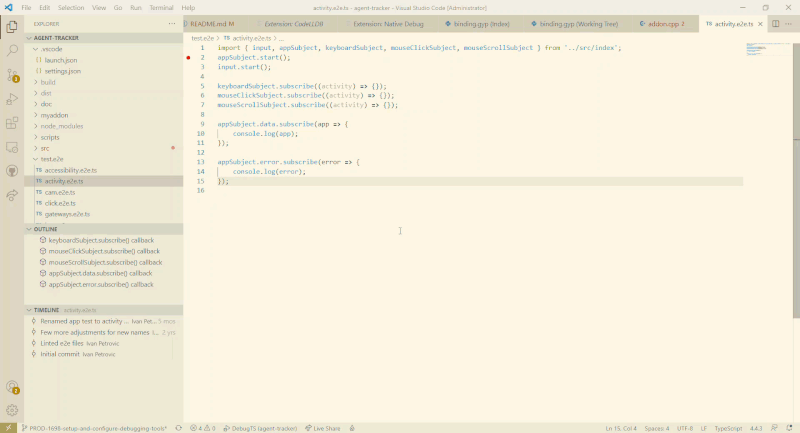 File Edit Selection View Go Run Terminal Help
activity.e2e.ts - agent-tracker - Visual Studio Code [Administrator]
EXPLORER
README.md M
Extension: CodeLLDB
Extension: Native Debug
binding.gyp (Index)
binding.gyp (Working Tree)
addon.cpp 2
TS activity.e2e.ts
AGENT-TRACKER
.vscode
launch.json
settings.json
build
dist
doc
myaddon
node_modules
scripts
src
test.e2e
TS accessibility.e2e.ts
TS activity.e2e.ts
TS cam.e2e.ts
TS click.e2e.ts
TS gateways.e2e.ts
test.e2e > TS activity.e2e.ts > ...
1 import { input, appSubject, keyboardSubject, mouseClickSubject, mouseScrollSubject } from '../src/index';
2 appSubject.start();
3 input.start();
4
5 keyboardSubject.subscribe((activity) => {});
6 mouseClickSubject.subscribe((activity) => {});
7 mouseScrollSubject.subscribe((activity) => {});
8
9 appSubject.data.subscribe(app => {
10 console.log(app);
11 });
12
13 appSubject.error.subscribe(error => {
14 console.log(error);
15 });
16
OUTLINE
keyboardSubject.subscribe() callback
mouseClickSubject.subscribe() callback
mouseScrollSubject.subscribe() callback
appSubject.data.subscribe() callback
appSubject.error.subscribe() callback
TIMELINE activity.e2e.ts
Renamed app test to activity ... Ivan Pet... 5 mos
Few more adjustments for new names I... 2 yrs
Linted e2e files Ivan Petrovic
Initial commit Ivan Petrovic
PROD-1698-setup-and-configure-debugging-tools*
4 0
DebugTS (agent-tracker)
Live Share
Ln 15, Col 4 Spaces: 4 UTF-8 LF TypeScript 4.4.3